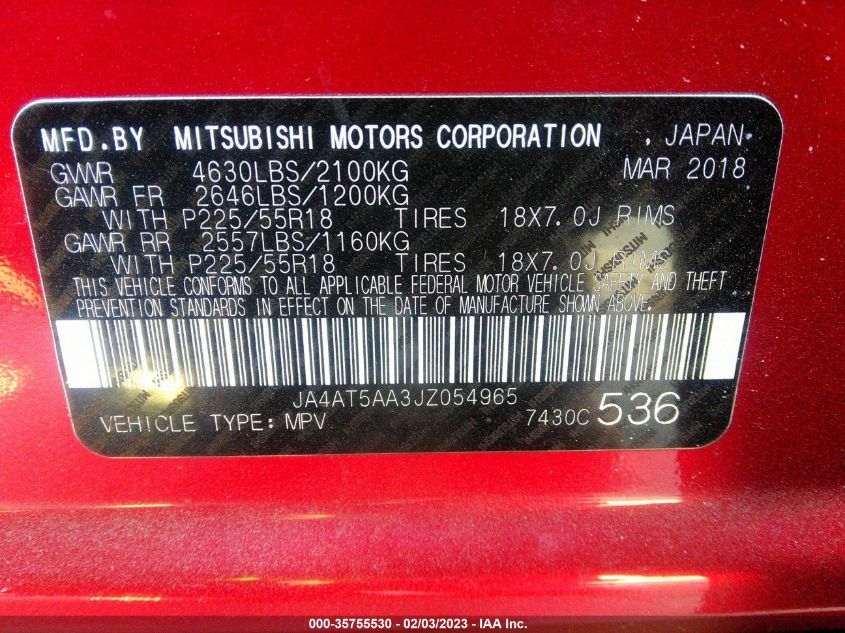 MFD.BY MITSUBISHI MOTORS CORPORATION , JAPAN
GVWR 4630LBS/2100KG MAR 2018
GAWR FR 2646LBS/1200KG
WITH P225/55R18 TIRES 18X7.0J RIMS
GAWR RR 2557LBS/1160KG
WITH P225/55R18 TIRES 18X7.0J RIMS
THIS VEHICLE CONFORMS TO ALL APPLICABLE FEDERAL MOTOR VEHICLE SAFETY AND THEFT
PREVENTION STANDARDS IN EFFECT ON THE DATE OF MANUFACTURE SHOWN ABOVE.
JA4AT5AA3JZ054965
VEHICLE TYPE: MPV 7430C 536
000-35755530 - 02/03/2023 - IAA Inc.